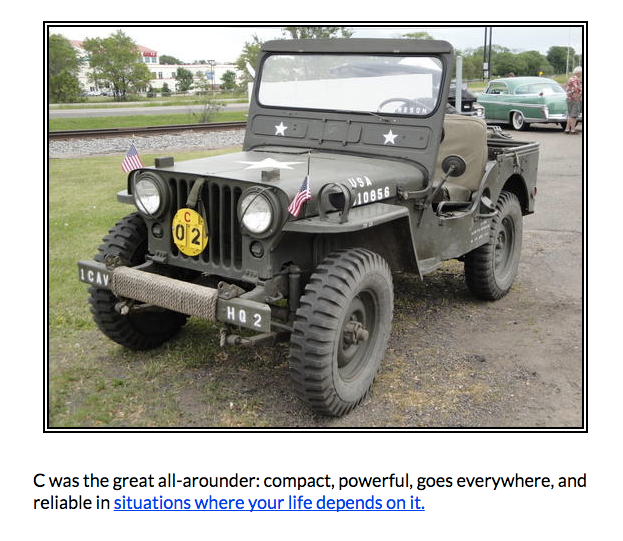 USA
10856
C
02
1 CAV
HQ 2
C was the great all-arounder: compact, powerful, goes everywhere, and
reliable in situations where your life depends on it.